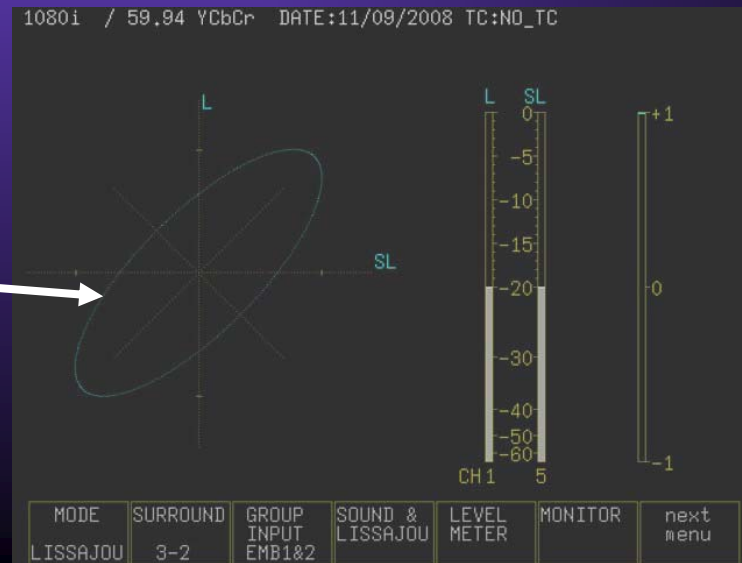 1080i / 59.94 YCbCr DATE:11/09/2008 TC:NO_TC
L
SL
L SL
0
-5
-10
-15
-20
-30
-40
-50
-60
CH 1 5
+1
0
-1
MODE LISSAJOU
SURROUND 3-2
GROUP INPUT EMB1&2
SOUND & LISSAJOU
LEVEL METER
MONITOR
next menu